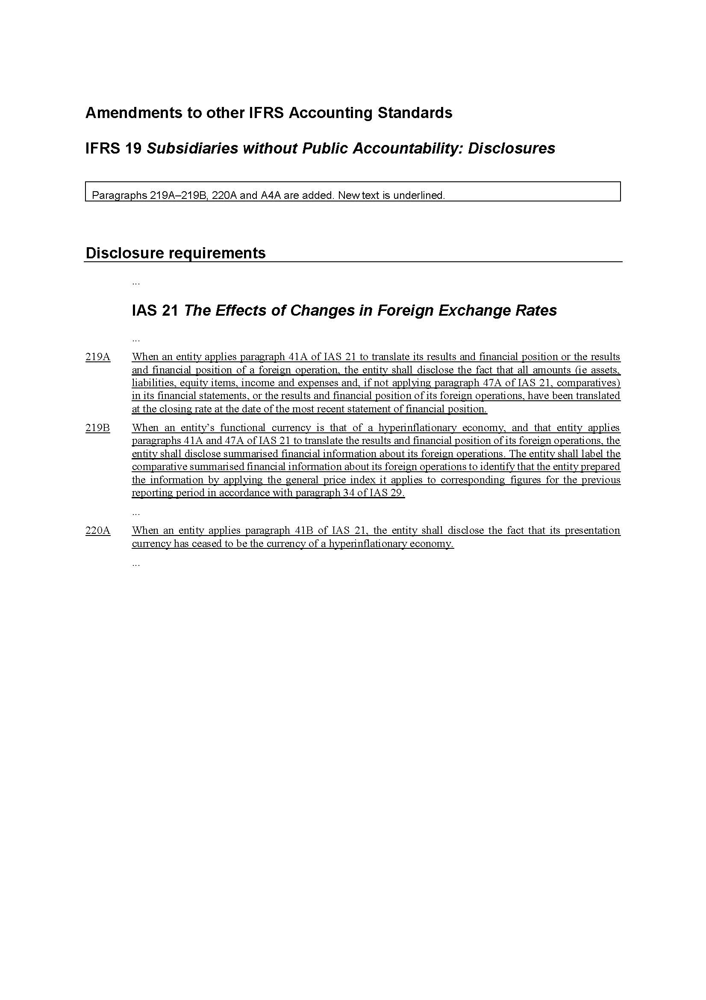 Amendments to other IFRS Accounting Standards
IFRS 19 Subsidiaries without Public Accountability: Disclosures
Paragraphs 219A–219B, 220A and A4A are added. New text is underlined.
Disclosure requirements
...
IAS 21 The Effects of Changes in Foreign Exchange Rates
...
219A When an entity applies paragraph 41A of IAS 21 to translate its results and financial position or the results
and financial position of a foreign operation, the entity shall disclose the fact that all amounts (ie assets,
liabilities, equity items, income and expenses and, if not applying paragraph 47A of IAS 21, comparatives)
in its financial statements, or the results and financial position of its foreign operations, have been translated
at the closing rate at the date of the most recent statement of financial position.
219B When an entity’s functional currency is that of a hyperinflationary economy, and that entity applies
paragraphs 41A and 47A of IAS 21 to translate the results and financial position of its foreign operations, the
entity shall disclose summarised financial information about its foreign operations. The entity shall label the
comparative summarised financial information about its foreign operations to identify that the entity prepared
the information by applying the general price index it applies to corresponding figures for the previous
reporting period in accordance with paragraph 34 of IAS 29.
...
220A When an entity applies paragraph 41B of IAS 21, the entity shall disclose the fact that its presentation
currency has ceased to be the currency of a hyperinflationary economy.
...